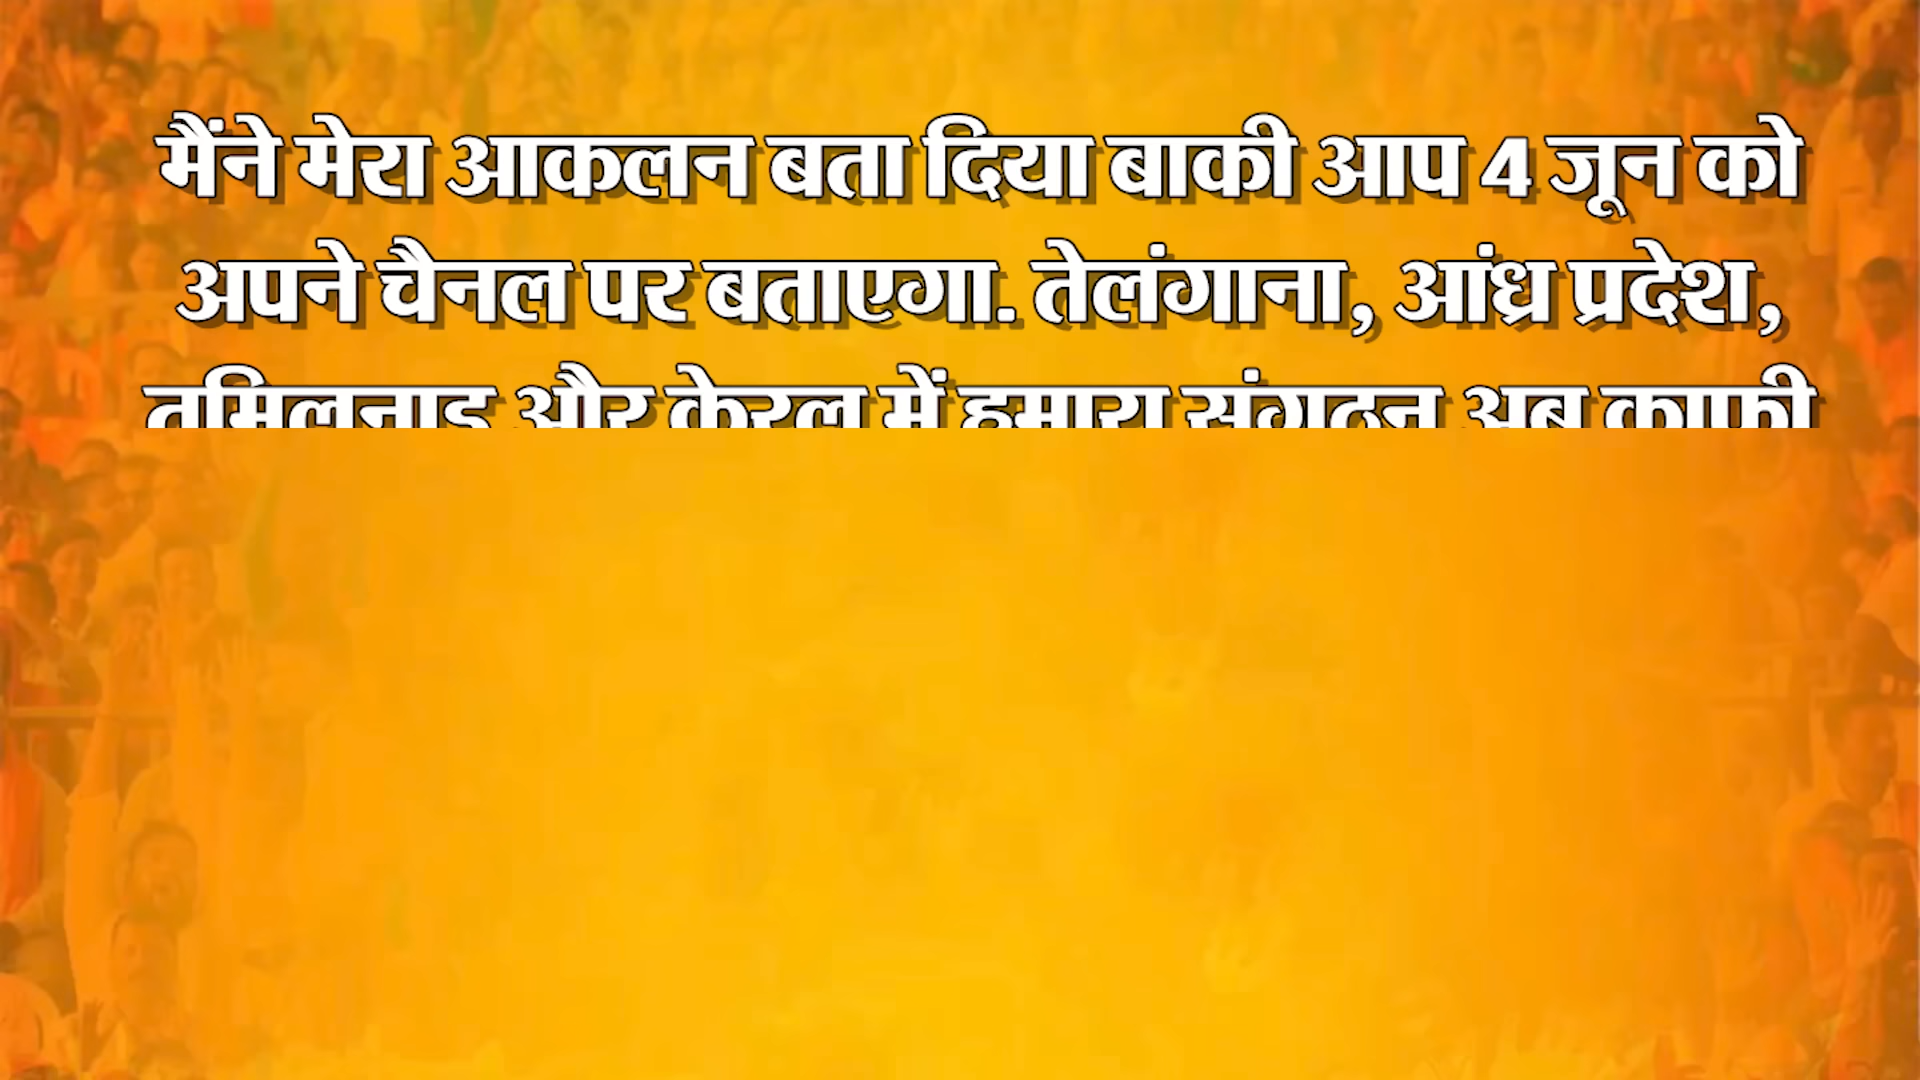 मैंने मेरा आकलन बता दिया बाकी आप 4 जून को
अपने चैनल पर बताएगा. तेलंगाना, आंध्र प्रदेश,
तमिलनाडु और केरल में हमारा संगठन अब काफी